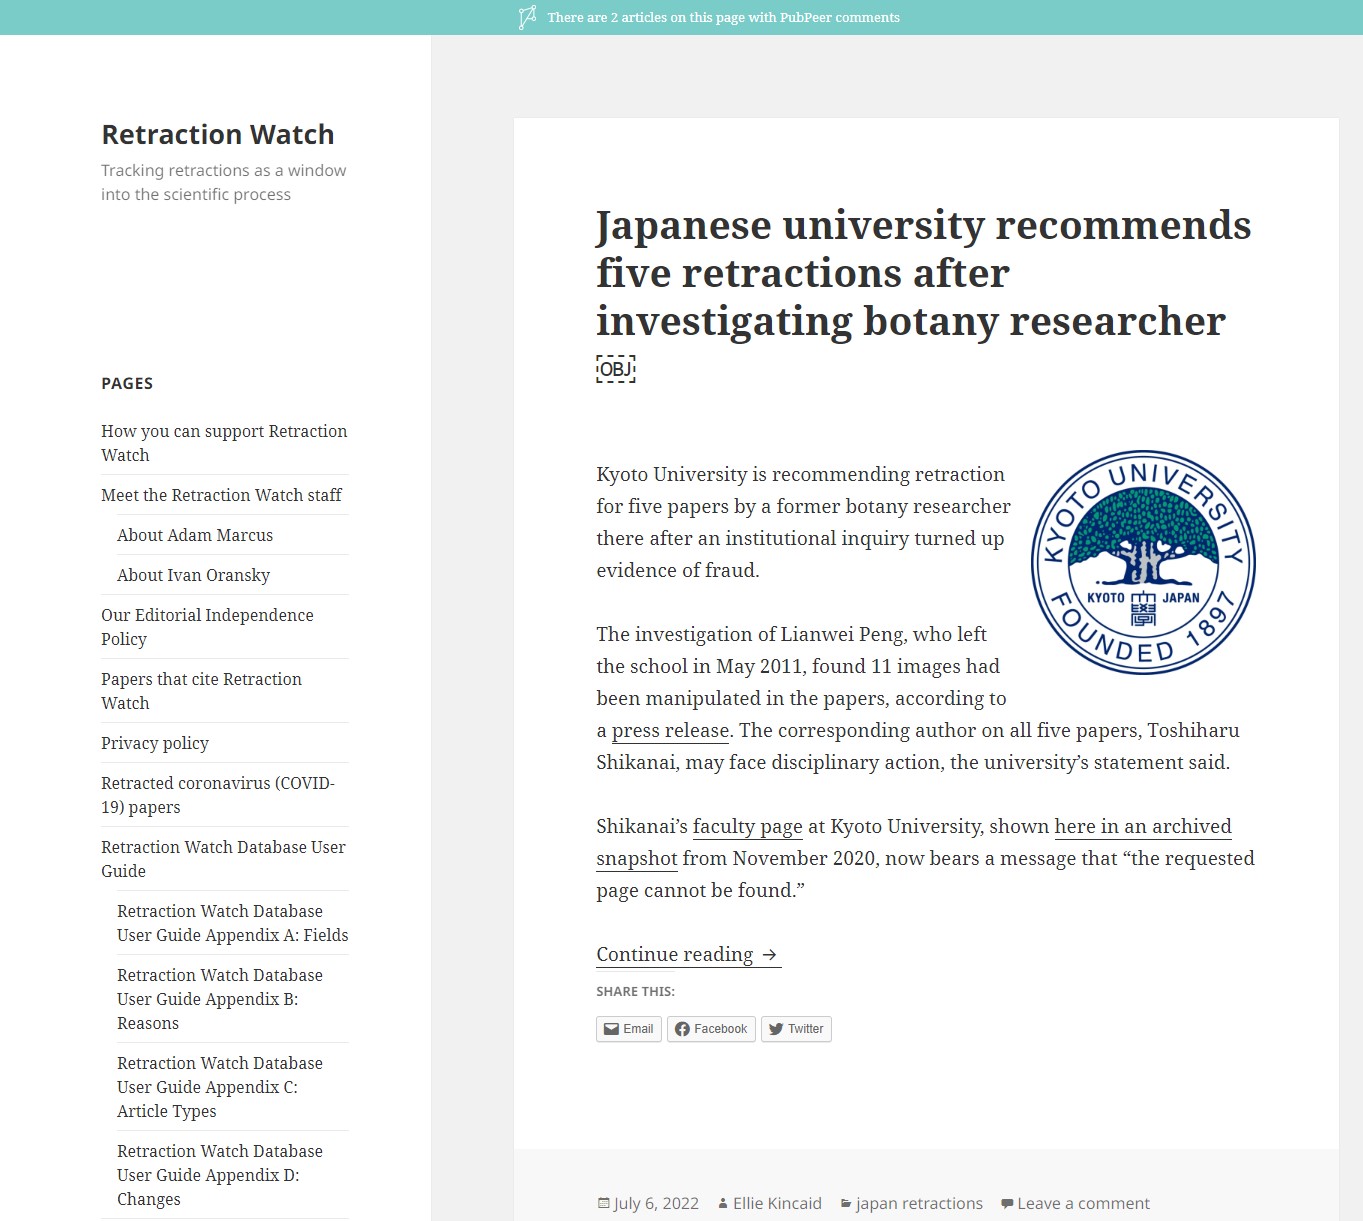 There are 2 articles on this page with PubPeer comments
Retraction Watch
Tracking retractions as a window
into the scientific process
PAGES
How you can support Retraction
Watch
Meet the Retraction Watch staff
About Adam Marcus
About Ivan Oransky
Our Editorial Independence
Policy
Papers that cite Retraction
Watch
Privacy policy
Retracted coronavirus (COVID-
19) papers
Retraction Watch Database User
Guide
Retraction Watch Database
User Guide Appendix A: Fields
Retraction Watch Database
User Guide Appendix B:
Reasons
Retraction Watch Database
User Guide Appendix C:
Article Types
Retraction Watch Database
User Guide Appendix D:
Changes
Japanese university recommends
five retractions after
investigating botany researcher
OBJ
Kyoto University is recommending retraction
for five papers by a former botany researcher
there after an institutional inquiry turned up
evidence of fraud.
KYOTO UNIVERSITY
KYOTO JAPAN
FOUNDED 1897
The investigation of Lianwei Peng, who left
the school in May 2011, found 11 images had
been manipulated in the papers, according to
a press release. The corresponding author on all five papers, Toshiharu
Shikanai, may face disciplinary action, the university’s statement said.
Shikanai’s faculty page at Kyoto University, shown here in an archived
snapshot from November 2020, now bears a message that “the requested
page cannot be found.”
Continue reading →
SHARE THIS:
Email Facebook Twitter
July 6, 2022 Ellie Kincaid japan retractions Leave a comment